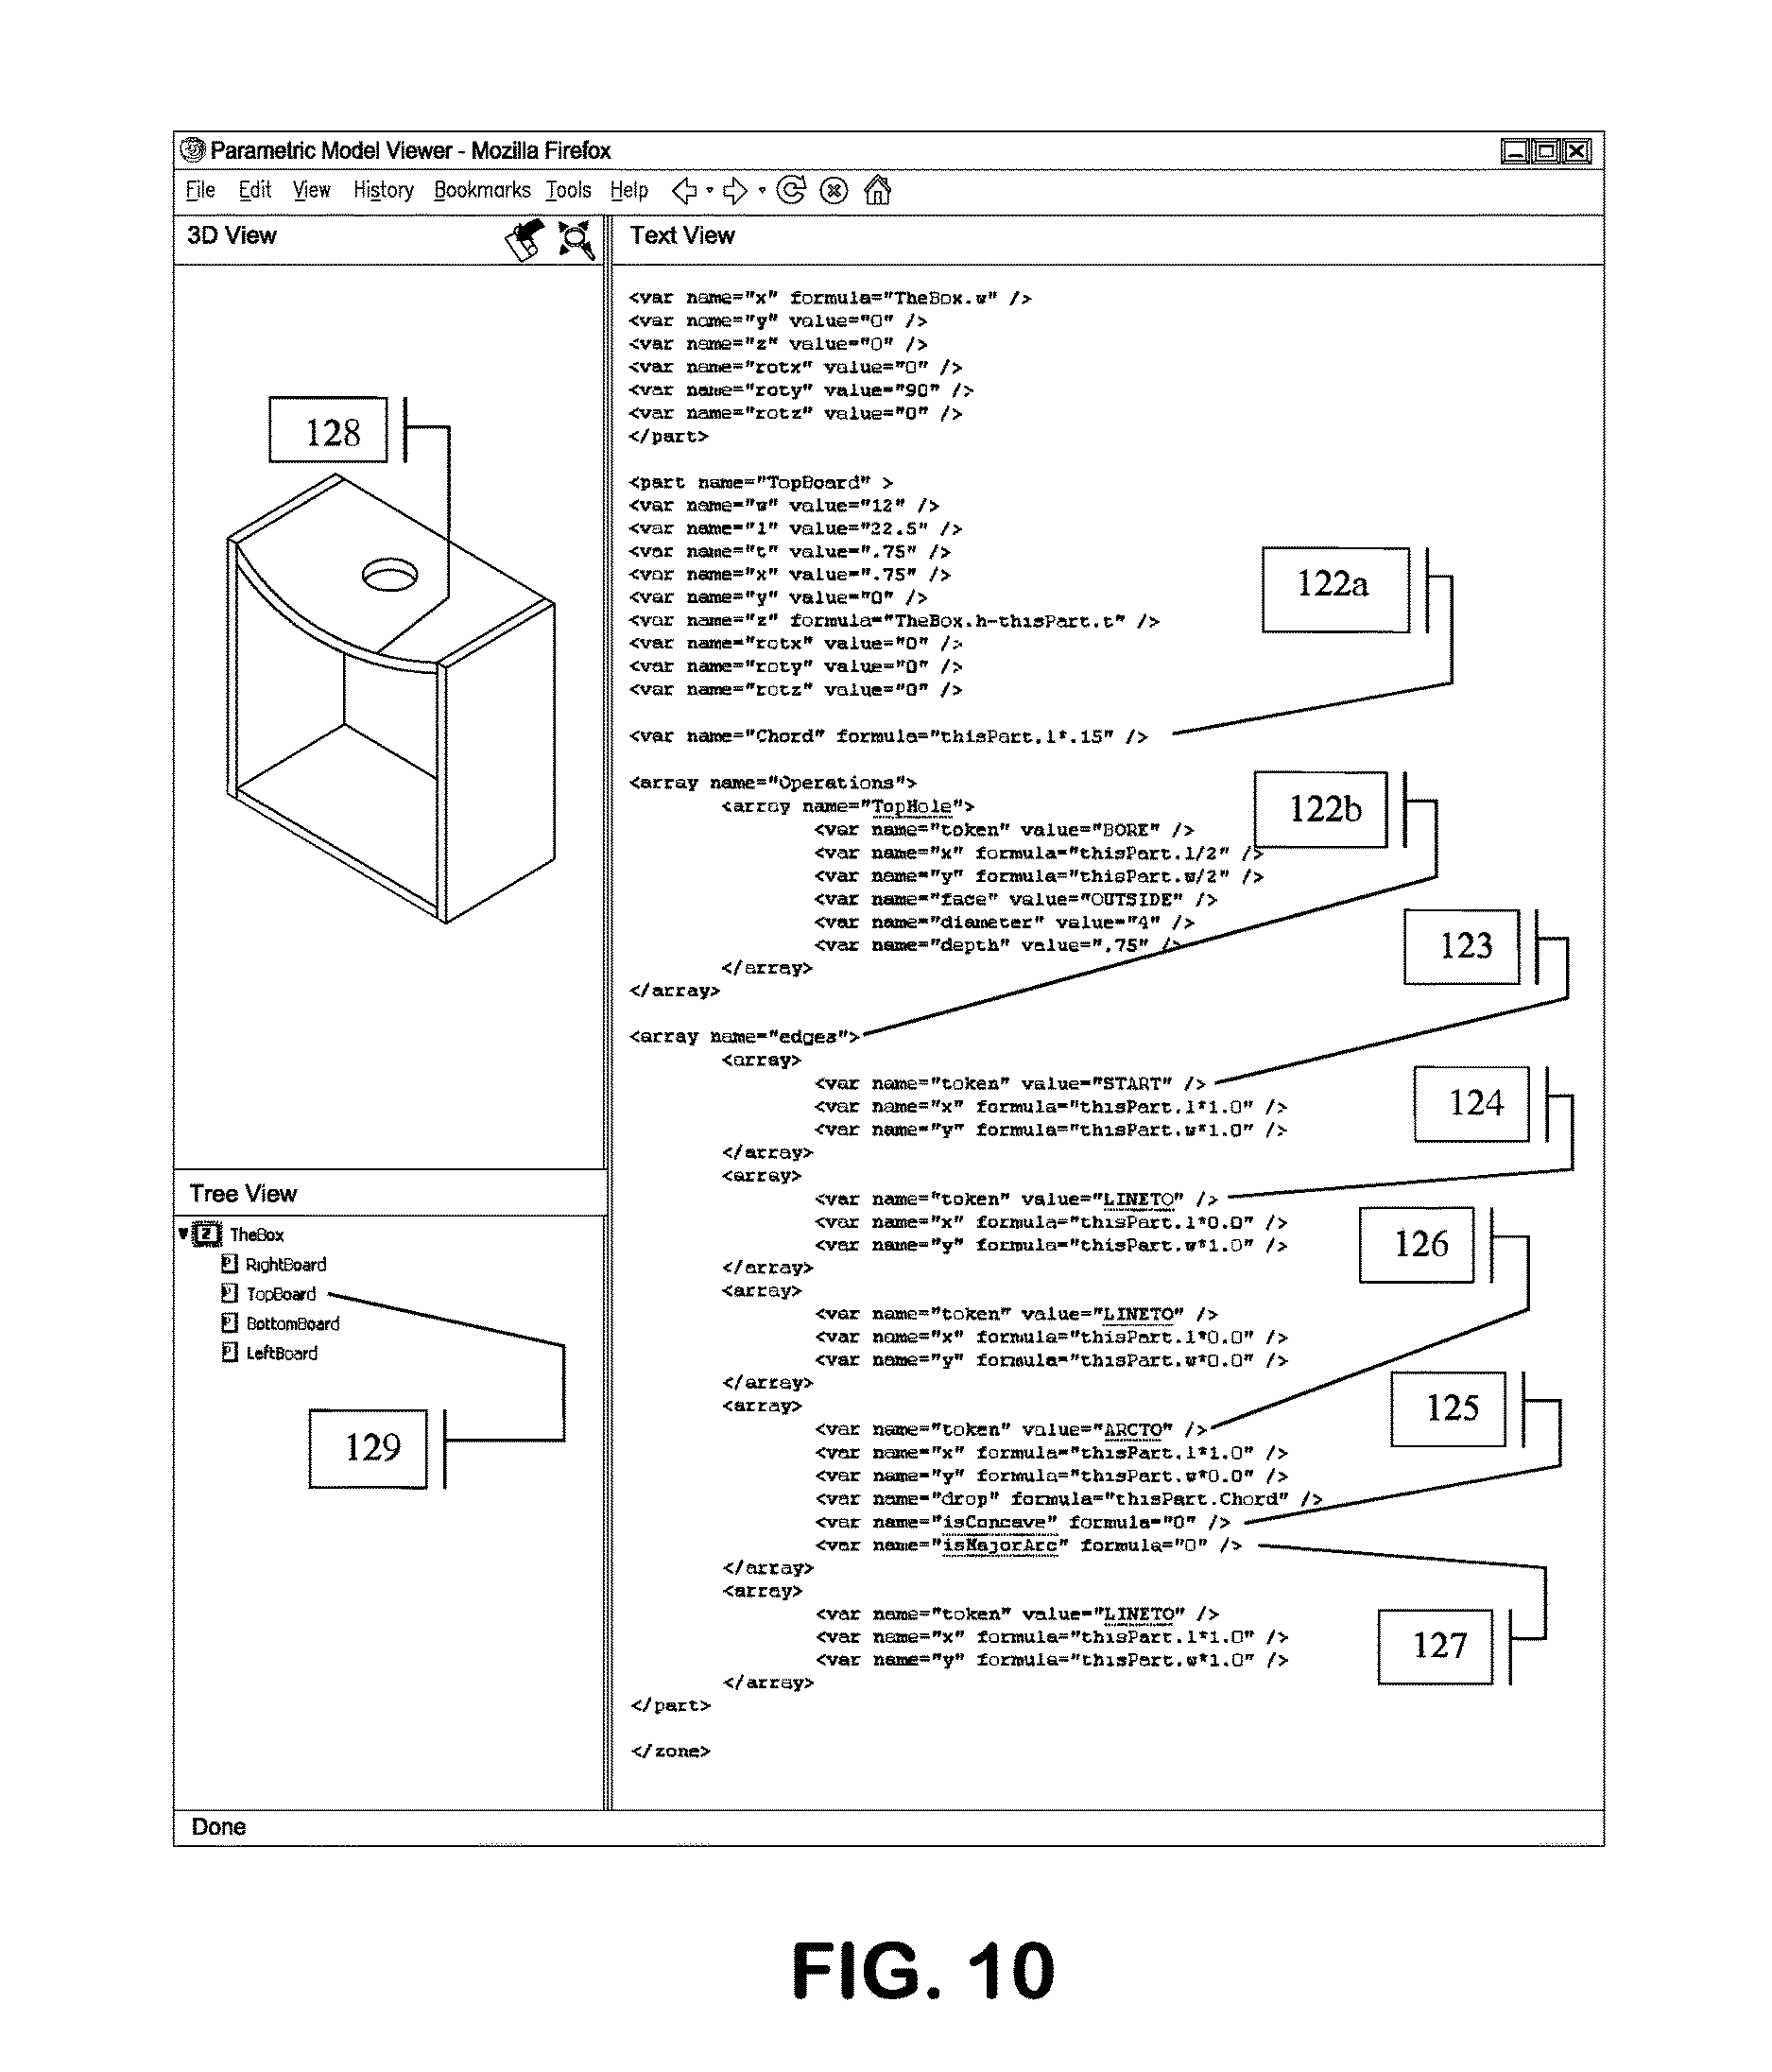 Parametric Model Viewer - Mozilla Firefox
File Edit View History Bookmarks Tools Help
3D View
128
Tree View
Z TheBox
P RightBoard
P TopBoard
P BottomBoard
P LeftBoard
129
Text View
<var name="x" formula="TheBox.w" />
<var name="y" value="0" />
<var name="z" value="0" />
<var name="rotx" value="0" />
<var name="roty" value="90" />
<var name="rotz" value="0" />
</part>
<part name="TopBoard" >
<var name="w" value="12" />
<var name="l" value="22.5" />
<var name="t" value=".75" />
<var name="x" value=".75" />
<var name="y" value="0" />
<var name="z" formula="TheBox.h-thisPart.t" />
<var name="rotx" value="0" />
<var name="roty" value="0" />
<var name="rotz" value="0" />
122a
<var name="Chord" formula="thisPart.l*.15" />
<array name="Operations">
<array name="TopHole">
122b
<var name="token" value="BORE" />
<var name="x" formula="thisPart.l/2" />
<var name="y" formula="thisPart.w/2" />
<var name="face" value="OUTSIDE" />
<var name="diameter" value="4" />
<var name="depth" value=".75" />
123
</array>
</array>
<array name="edges">
<array>
<var name="token" value="START" />
<var name="x" formula="thisPart.l*1.0" />
<var name="y" formula="thisPart.w*1.0" />
124
</array>
<array>
<var name="token" value="LINETO" />
<var name="x" formula="thisPart.l*0.0" />
<var name="y" formula="thisPart.w*1.0" />
126
</array>
<array>
<var name="token" value="LINETO" />
<var name="x" formula="thisPart.l*0.0" />
<var name="y" formula="thisPart.w*0.0" />
</array>
<array>
125
<var name="token" value="ARCTO" />
<var name="x" formula="thisPart.l*1.0" />
<var name="y" formula="thisPart.w*0.0" />
<var name="drop" formula="thisPart.Chord" />
<var name="isConcave" formula="0" />
<var name="isMajorArc" formula="0" />
</array>
<array>
<var name="token" value="LINETO" />
<var name="x" formula="thisPart.l*1.0" />
<var name="y" formula="thisPart.w*1.0" />
127
</array>
</part>
</zone>
Done
FIG. 10